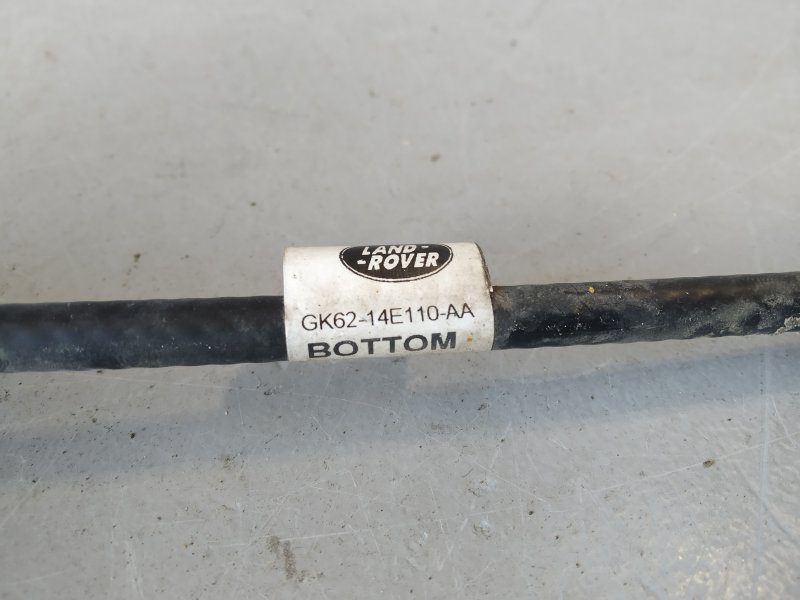 LAND-
-ROVER
GK62-14E110-AA
BOTTOM